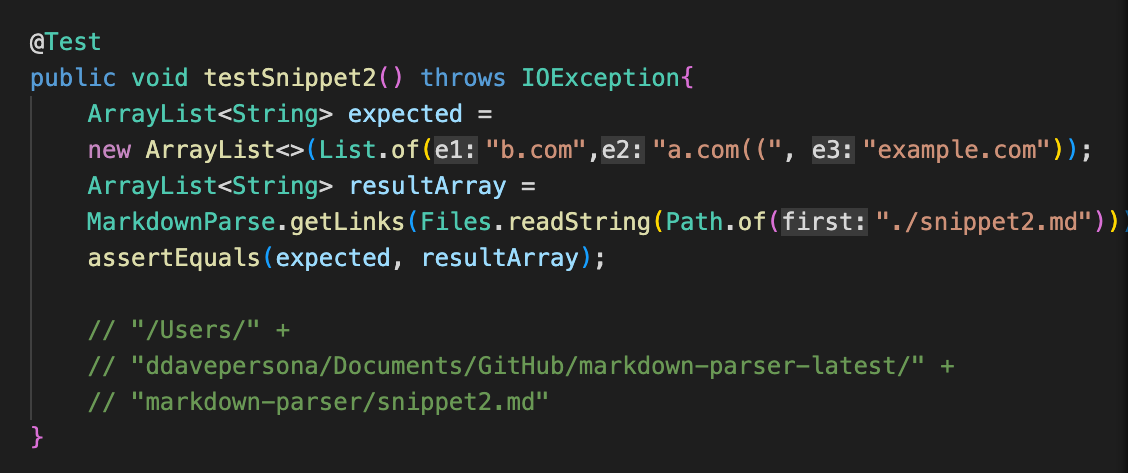 @Test
public void testSnippet2() throws IOException{
ArrayList<String> expected =
new ArrayList<>(List.of(e1: "b.com",e2: "a.com((", e3: "example.com"));
ArrayList<String> resultArray =
MarkdownParse.getLinks(Files.readString(Path.of(first: "./snippet2.md")))
assertEquals(expected, resultArray);
// "/Users/" +
// "ddavepersona/Documents/GitHub/markdown-parser-latest/" +
// "markdown-parser/snippet2.md"
}